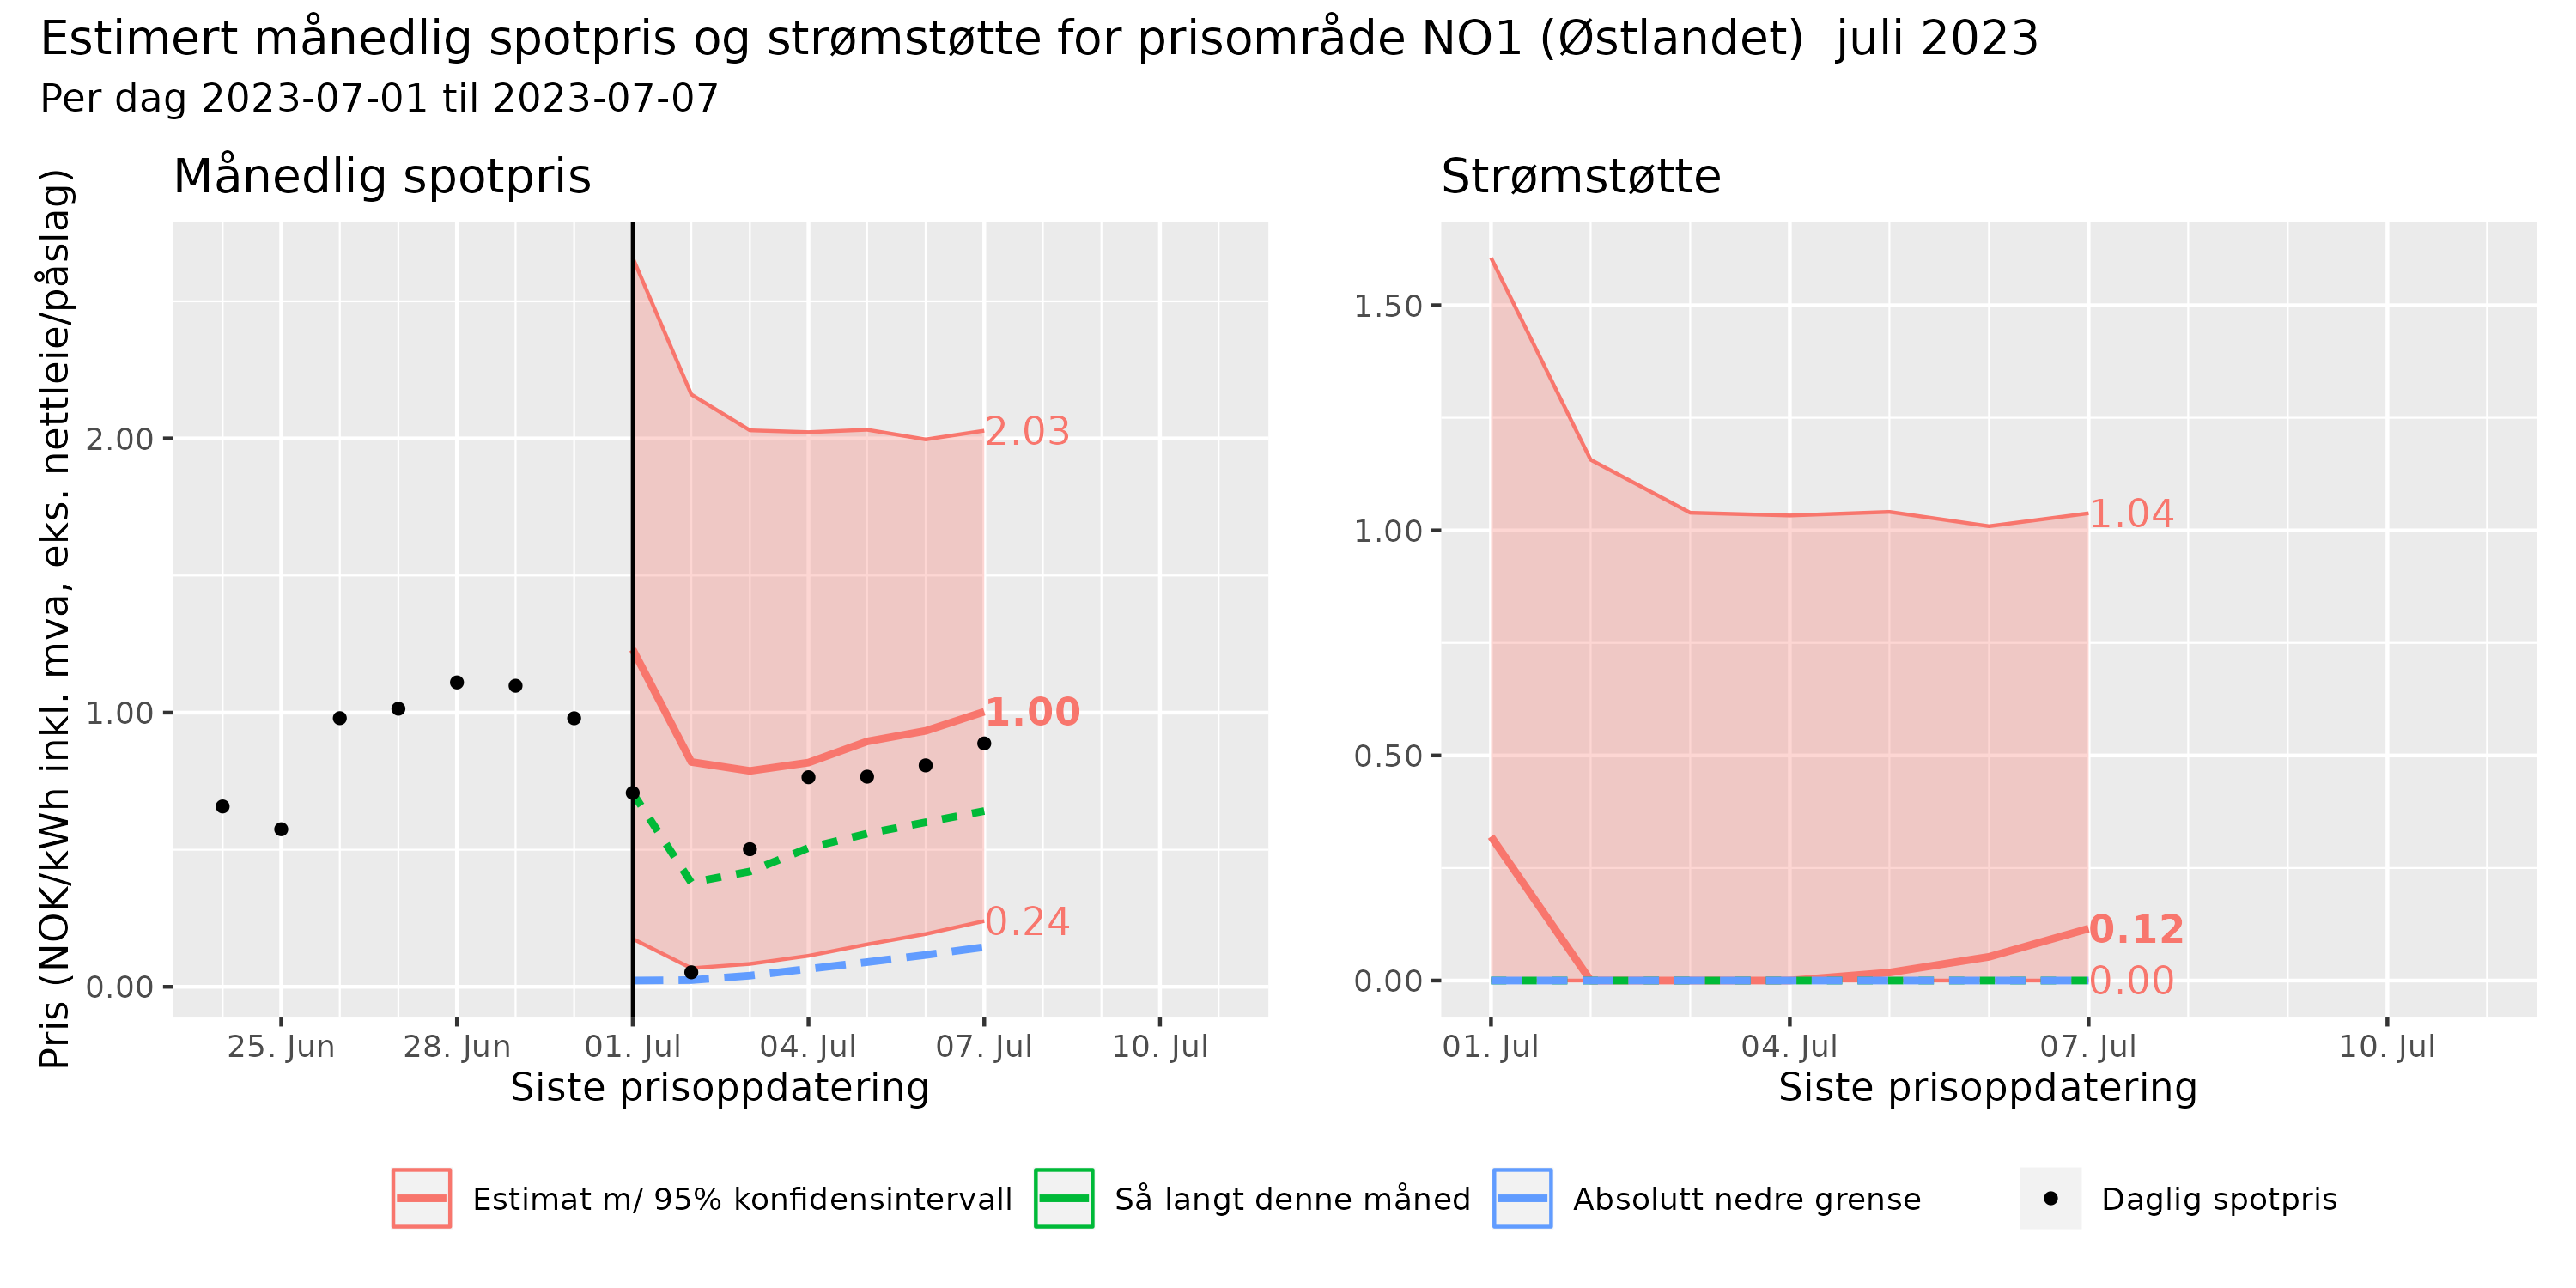 Estimert månedlig spotpris og strømstøtte for prisområde NO1 (Østlandet)  juli 2023
Per dag 2023-07-01 til 2023-07-07
Månedlig spotpris
Pris (NOK/kWh inkl. mva, eks. nettleie/påslag)
2.00
1.00
0.00
2.03
1.00
0.24
25. Jun 28. Jun 01. Jul 04. Jul 07. Jul 10. Jul
Siste prisoppdatering
Strømstøtte
1.50
1.00
0.50
0.00
1.04
0.12
0.00
01. Jul 04. Jul 07. Jul 10. Jul
Siste prisoppdatering
Estimat m/ 95% konfidensintervall Så langt denne måned Absolutt nedre grense Daglig spotpris